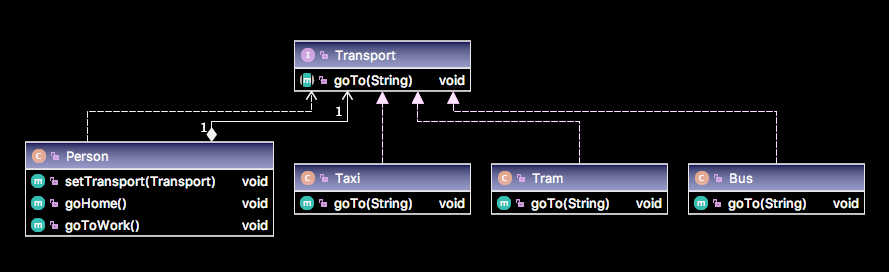 I Transport
m goTo(String) void
1
1
C Person
m setTransport(Transport) void
m goHome() void
m goToWork() void
C Taxi
m goTo(String) void
C Tram
m goTo(String) void
C Bus
m goTo(String) void